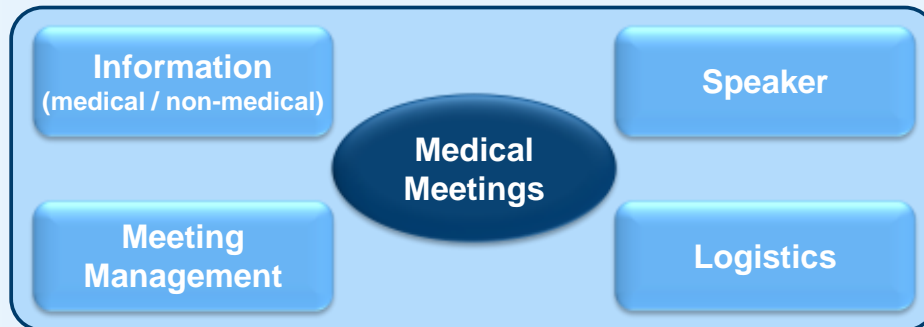 Information
(medical / non-medical)
Speaker
Medical
Meetings
Meeting
Management
Logistics